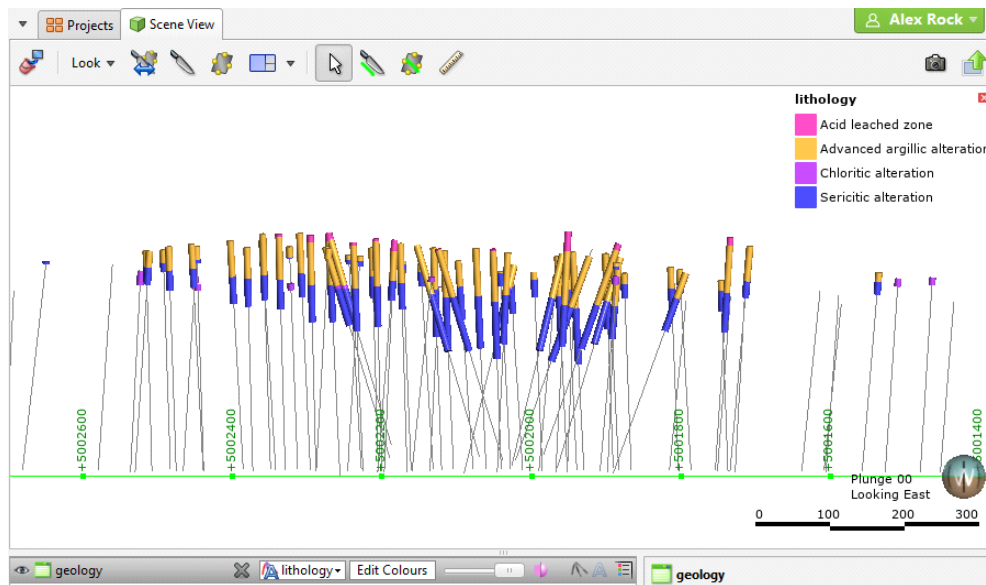 Projects
Scene View
Alex Rock
Look
lithology
Acid leached zone
Advanced argillic alteration
Chloritic alteration
Sericitic alteration
+5002600
+5002400
+5002200
+5002000
+5001800
+5001600
+5001400
Plunge 00
Looking East
W
0 100 200 300
geology
lithology
Edit Colours
geology